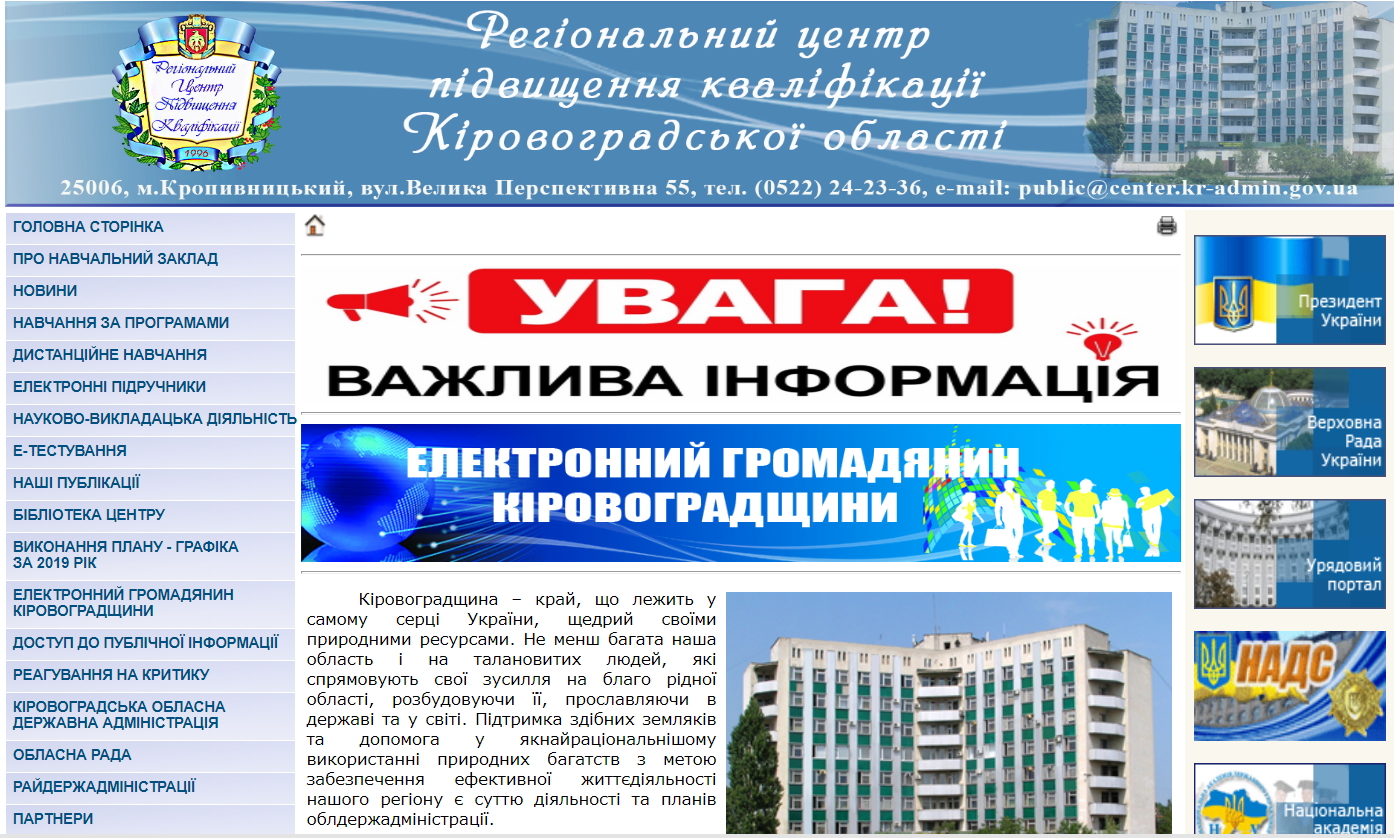 Регіональний центр
підвищення кваліфікації
Кіровоградської області
Регіональний
Центр
Підвищення
Кваліфікації
1996
25006, м.Кропивницький, вул.Велика Перспективна 55, тел. (0522) 24-23-36, e-mail: public@center.kr-admin.gov.ua
ГОЛОВНА СТОРІНКА
ПРО НАВЧАЛЬНИЙ ЗАКЛАД
НОВИНИ
НАВЧАННЯ ЗА ПРОГРАМАМИ
ДИСТАНЦІЙНЕ НАВЧАННЯ
ЕЛЕКТРОННІ ПІДРУЧНИКИ
НАУКОВО-ВИКЛАДАЦЬКА ДІЯЛЬНІСТЬ
Е-ТЕСТУВАННЯ
НАШІ ПУБЛІКАЦІЇ
БІБЛІОТЕКА ЦЕНТРУ
ВИКОНАННЯ ПЛАНУ - ГРАФІКА
ЗА 2019 РІК
ЕЛЕКТРОННИЙ ГРОМАДЯНИН
КІРОВОГРАДЩИНИ
ДОСТУП ДО ПУБЛІЧНОЇ ІНФОРМАЦІЇ
РЕАГУВАННЯ НА КРИТИКУ
КІРОВОГРАДСЬКА ОБЛАСНА
ДЕРЖАВНА АДМІНІСТРАЦІЯ
ОБЛАСНА РАДА
РАЙДЕРЖАДМІНІСТРАЦІЇ
ПАРТНЕРИ
УВАГА!
ВАЖЛИВА ІНФОРМАЦІЯ
ЕЛЕКТРОННИЙ ГРОМАДЯНИН
КІРОВОГРАДЩИНИ
Кіровоградщина – край, що лежить у
самому серці України, щедрий своїми
природними ресурсами. Не менш багата наша
область і на талановитих людей, які
спрямовують свої зусилля на благо рідної
області, розбудовуючи її, прославляючи в
державі та у світі. Підтримка здібних земляків
та допомога у якнайраціональнішому
використанні природних багатств з метою
забезпечення ефективної життєдіяльності
нашого регіону є суттю діяльності та планів
облдержадміністрації.
Президент
України
Верховна
Рада
України
Урядовий
портал
НАДС
Національна
академія